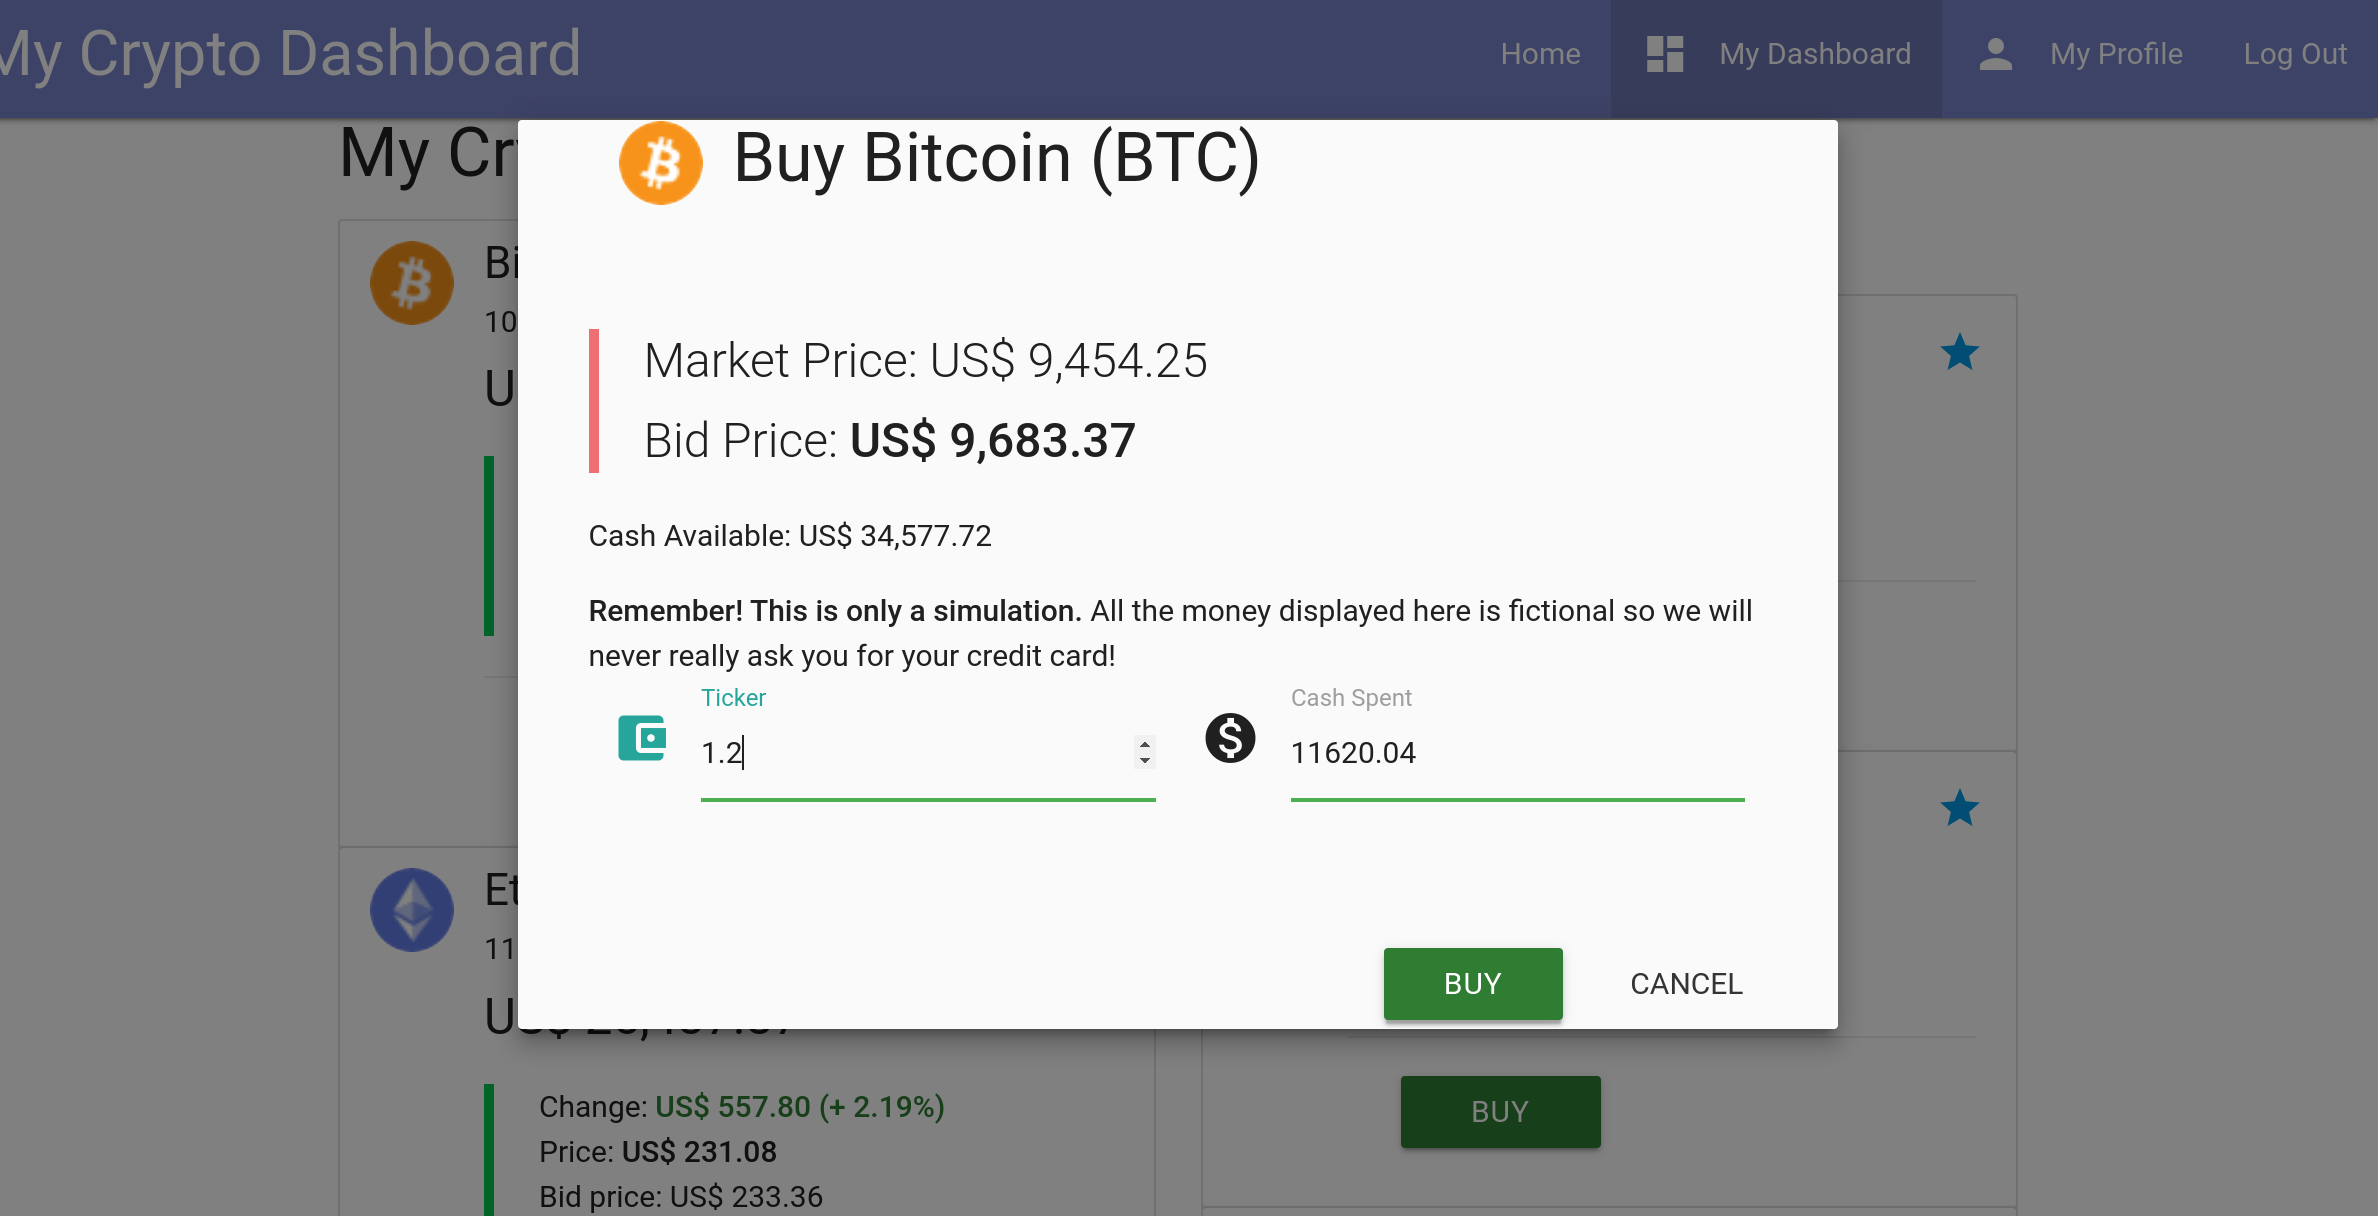 My Crypto Dashboard
Home
My Dashboard
My Profile
Log Out
My
Buy Bitcoin (BTC)
10
Market Price: US$ 9,454.25
Bid Price: US$ 9,683.37
Cash Available: US$ 34,577.72
Remember! This is only a simulation. All the money displayed here is fictional so we will
never really ask you for your credit card!
Ticker
Cash Spent
1.2
11620.04
11
BUY
CANCEL
Change: US$ 557.80 (+ 2.19%)
Price: US$ 231.08
Bid price: US$ 233.36
BUY